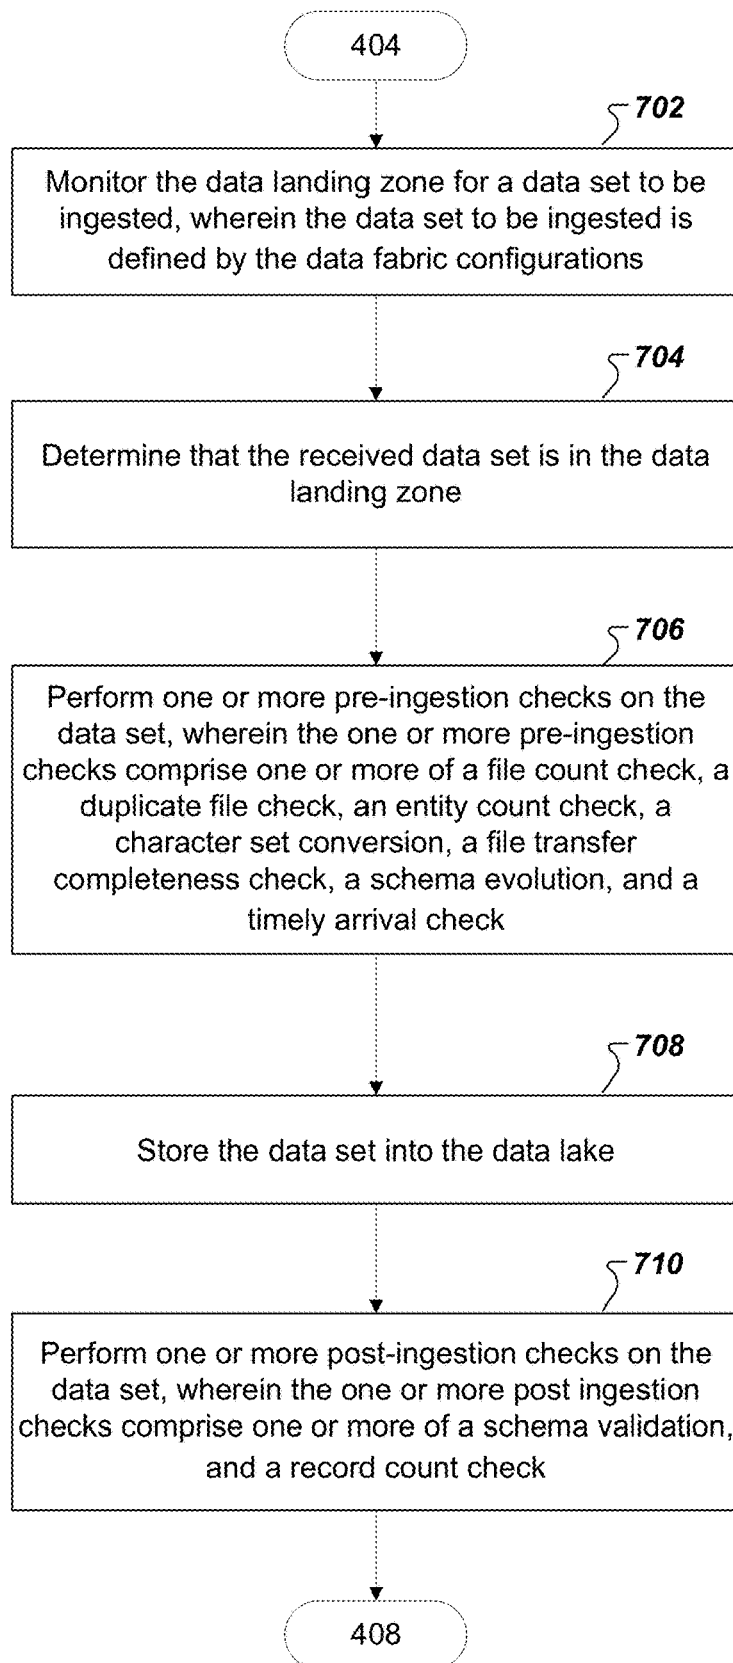 404
702
Monitor the data landing zone for a data set to be
ingested, wherein the data set to be ingested is
defined by the data fabric configurations
704
Determine that the received data set is in the data
landing zone
706
Perform one or more pre-ingestion checks on the
data set, wherein the one or more pre-ingestion
checks comprise one or more of a file count check, a
duplicate file check, an entity count check, a
character set conversion, a file transfer
completeness check, a schema evolution, and a
timely arrival check
708
Store the data set into the data lake
710
Perform one or more post-ingestion checks on the
data set, wherein the one or more post ingestion
checks comprise one or more of a schema validation,
and a record count check
408